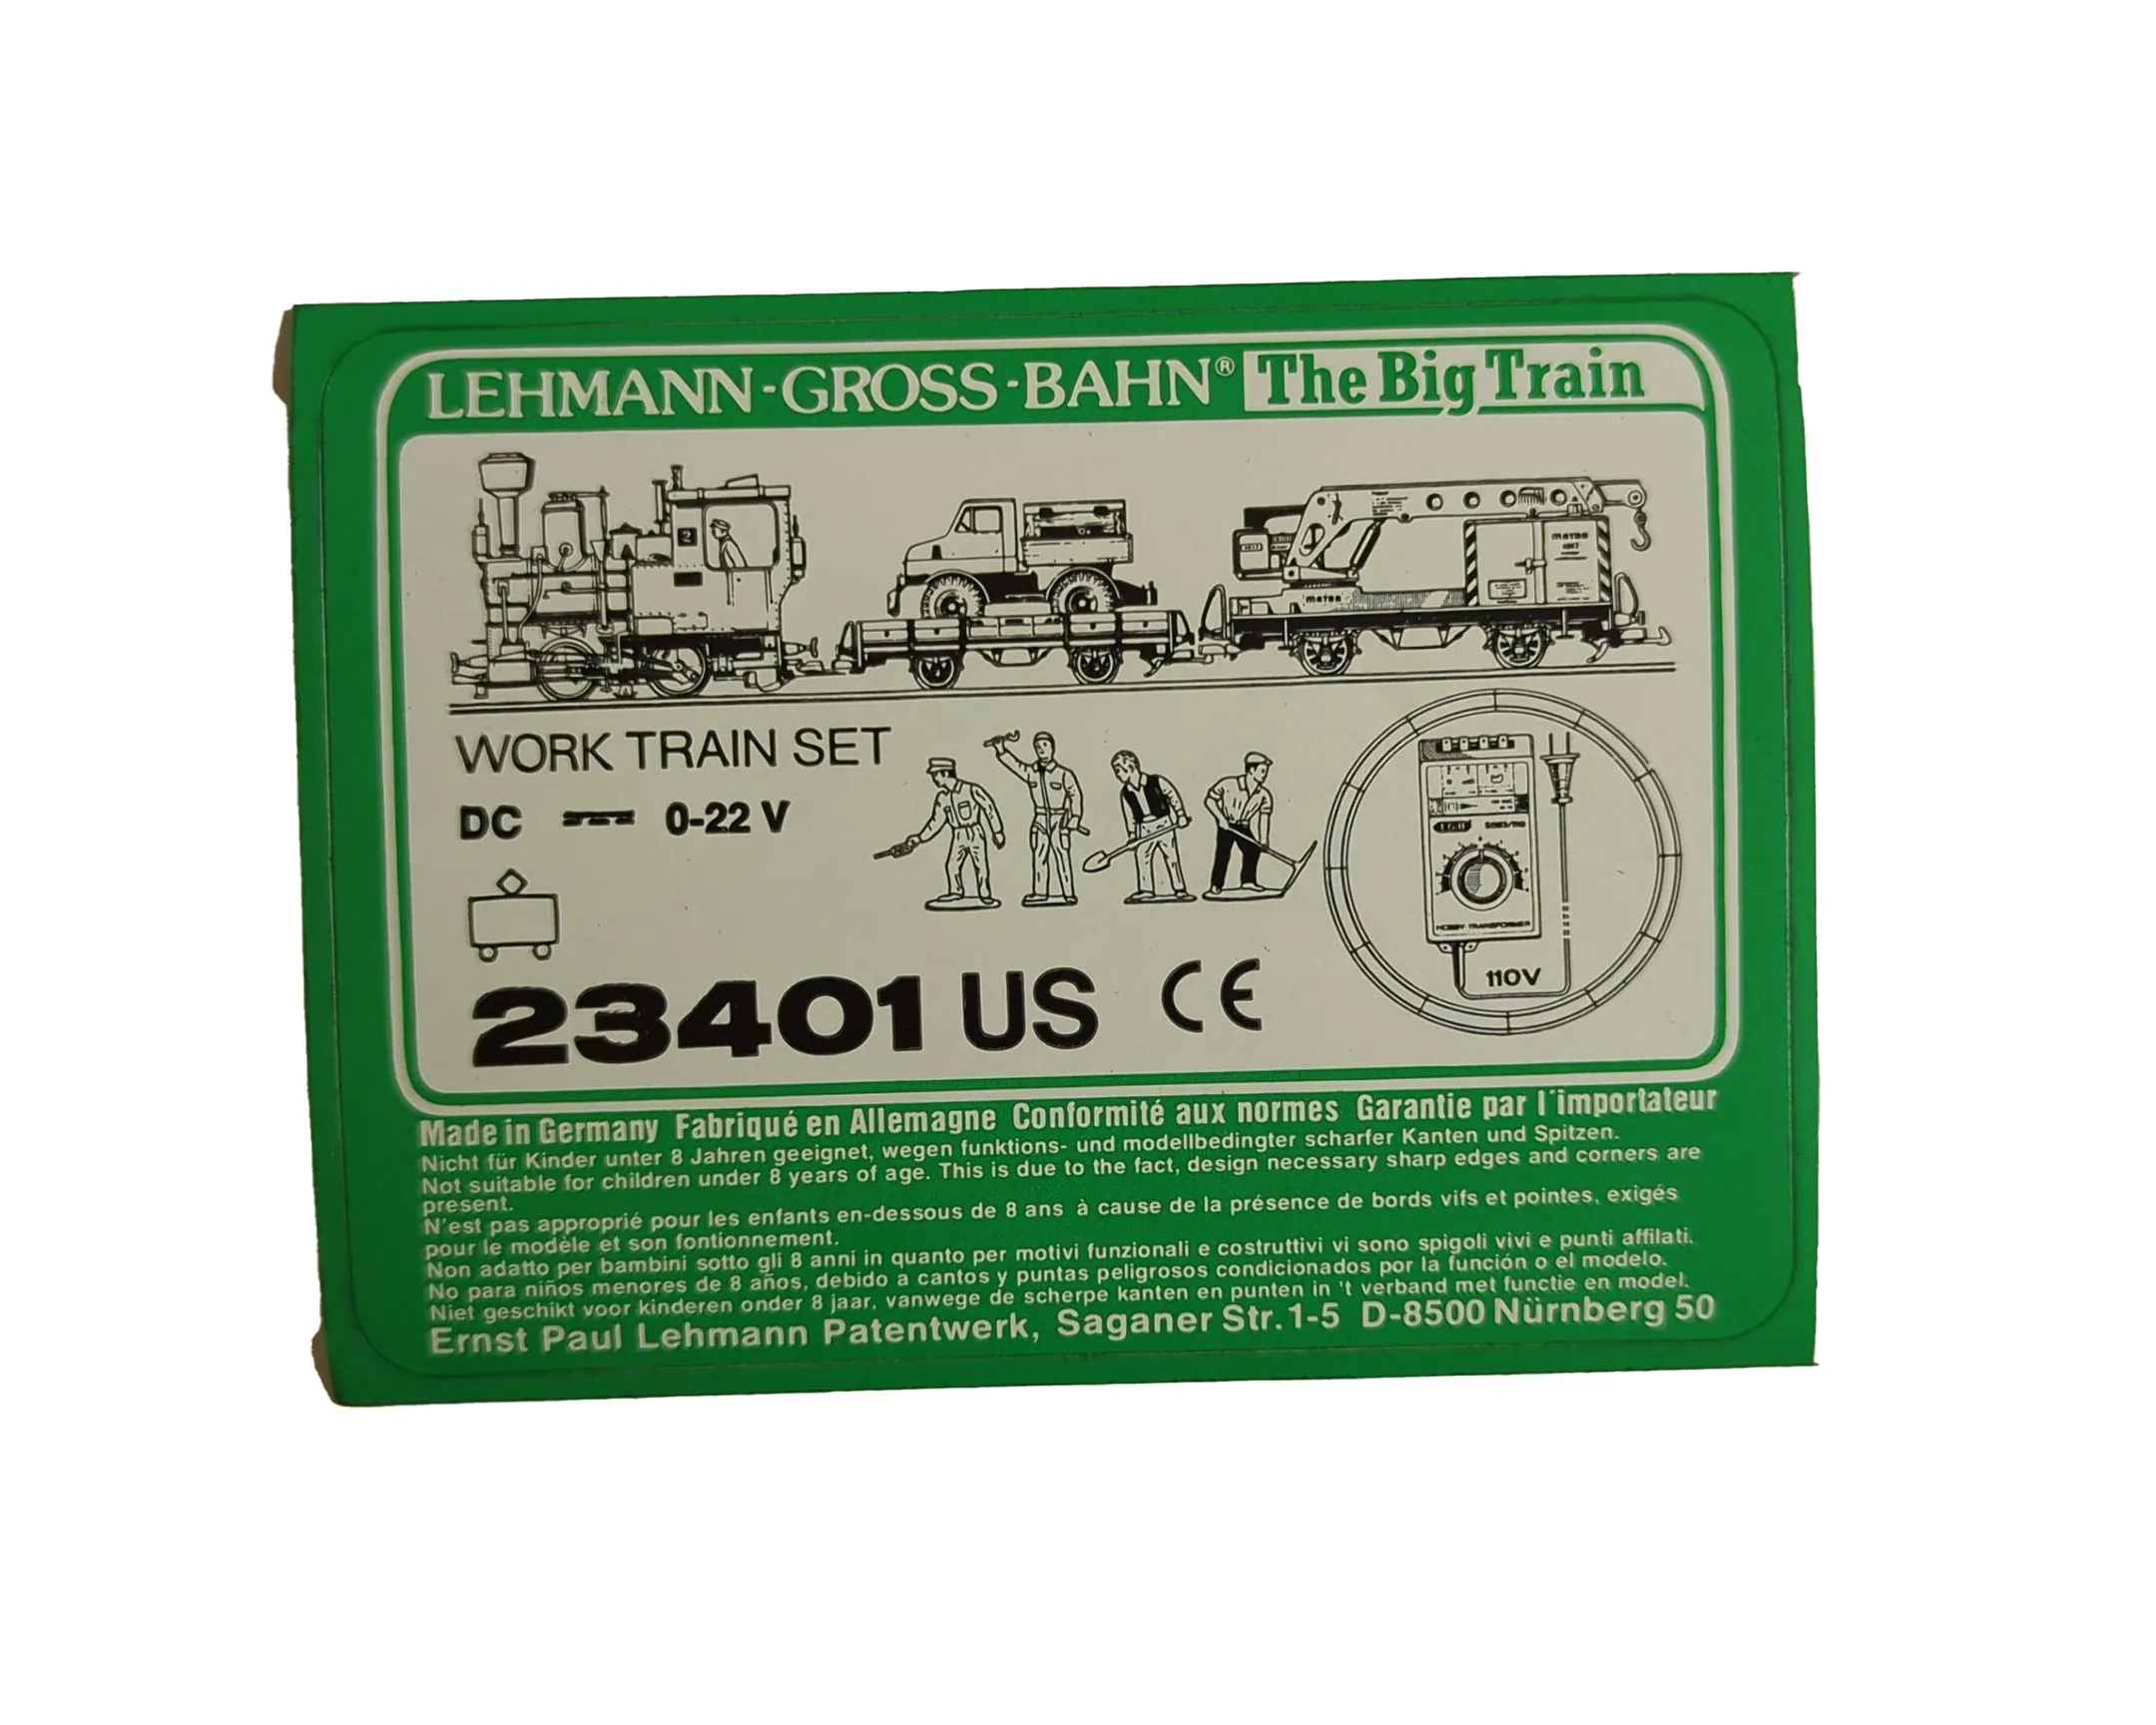 LEHMANN-GROSS-BAHN® The Big Train
2
matra
matra
WORK TRAIN SET
DC 0-22 V
HOBBY TRANSFORMER
110V
23401 US CE
Made in Germany Fabriqué en Allemagne Conformité aux normes Garantie par l'importateur
Nicht für Kinder unter 8 Jahren geeignet, wegen funktions- und modellbedingter scharfer Kanten und Spitzen.
Not suitable for children under 8 years of age. This is due to the fact, design necessary sharp edges and corners are
present.
N'est pas approprié pour les enfants en-dessous de 8 ans à cause de la présence de bords vifs et pointes, exigés
pour le modèle et son fontionnement.
Non adatto per bambini sotto gli 8 anni in quanto per motivi funzionali e costruttivi vi sono spigoli vivi e punti affilati.
No para niños menores de 8 años, debido a cantos y puntas peligrosos condicionados por la función o el modelo.
Niet geschikt voor kinderen onder 8 jaar, vanwege de scherpe kanten en punten in 't verband met functie en model.
Ernst Paul Lehmann Patentwerk, Saganer Str. 1-5 D-8500 Nürnberg 50